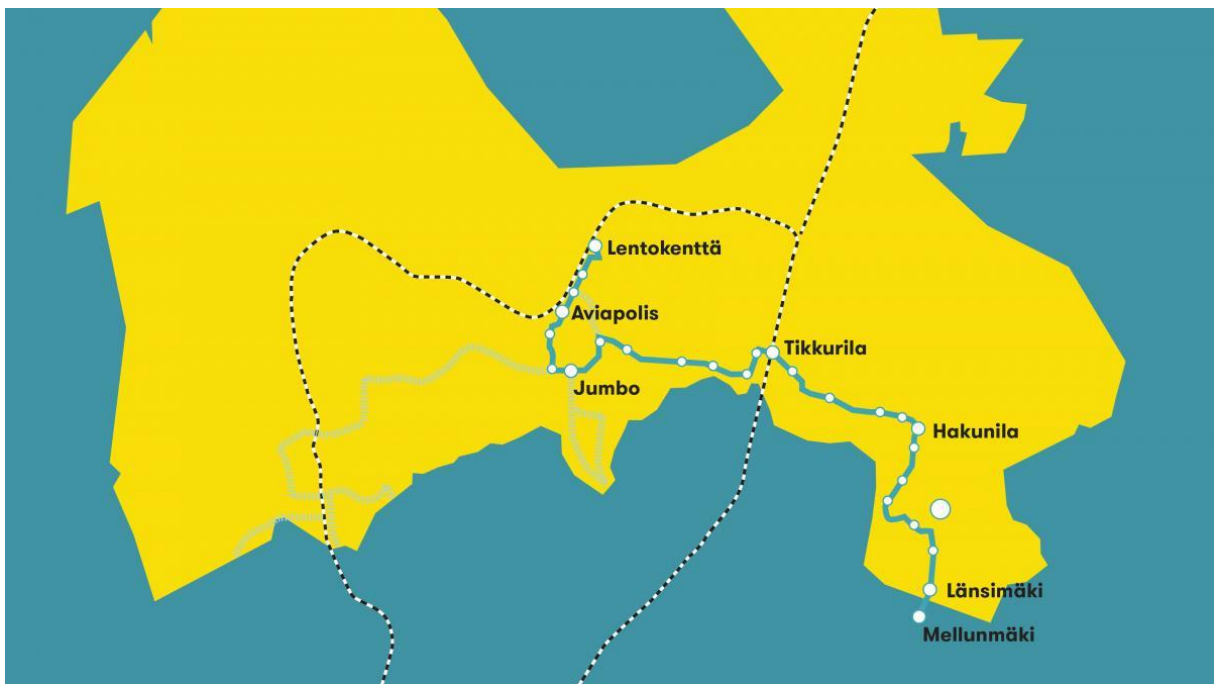 Lentokenttä
Aviapolis
Jumbo
Tikkurila
Hakunila
Länsimäki
Mellunmäki